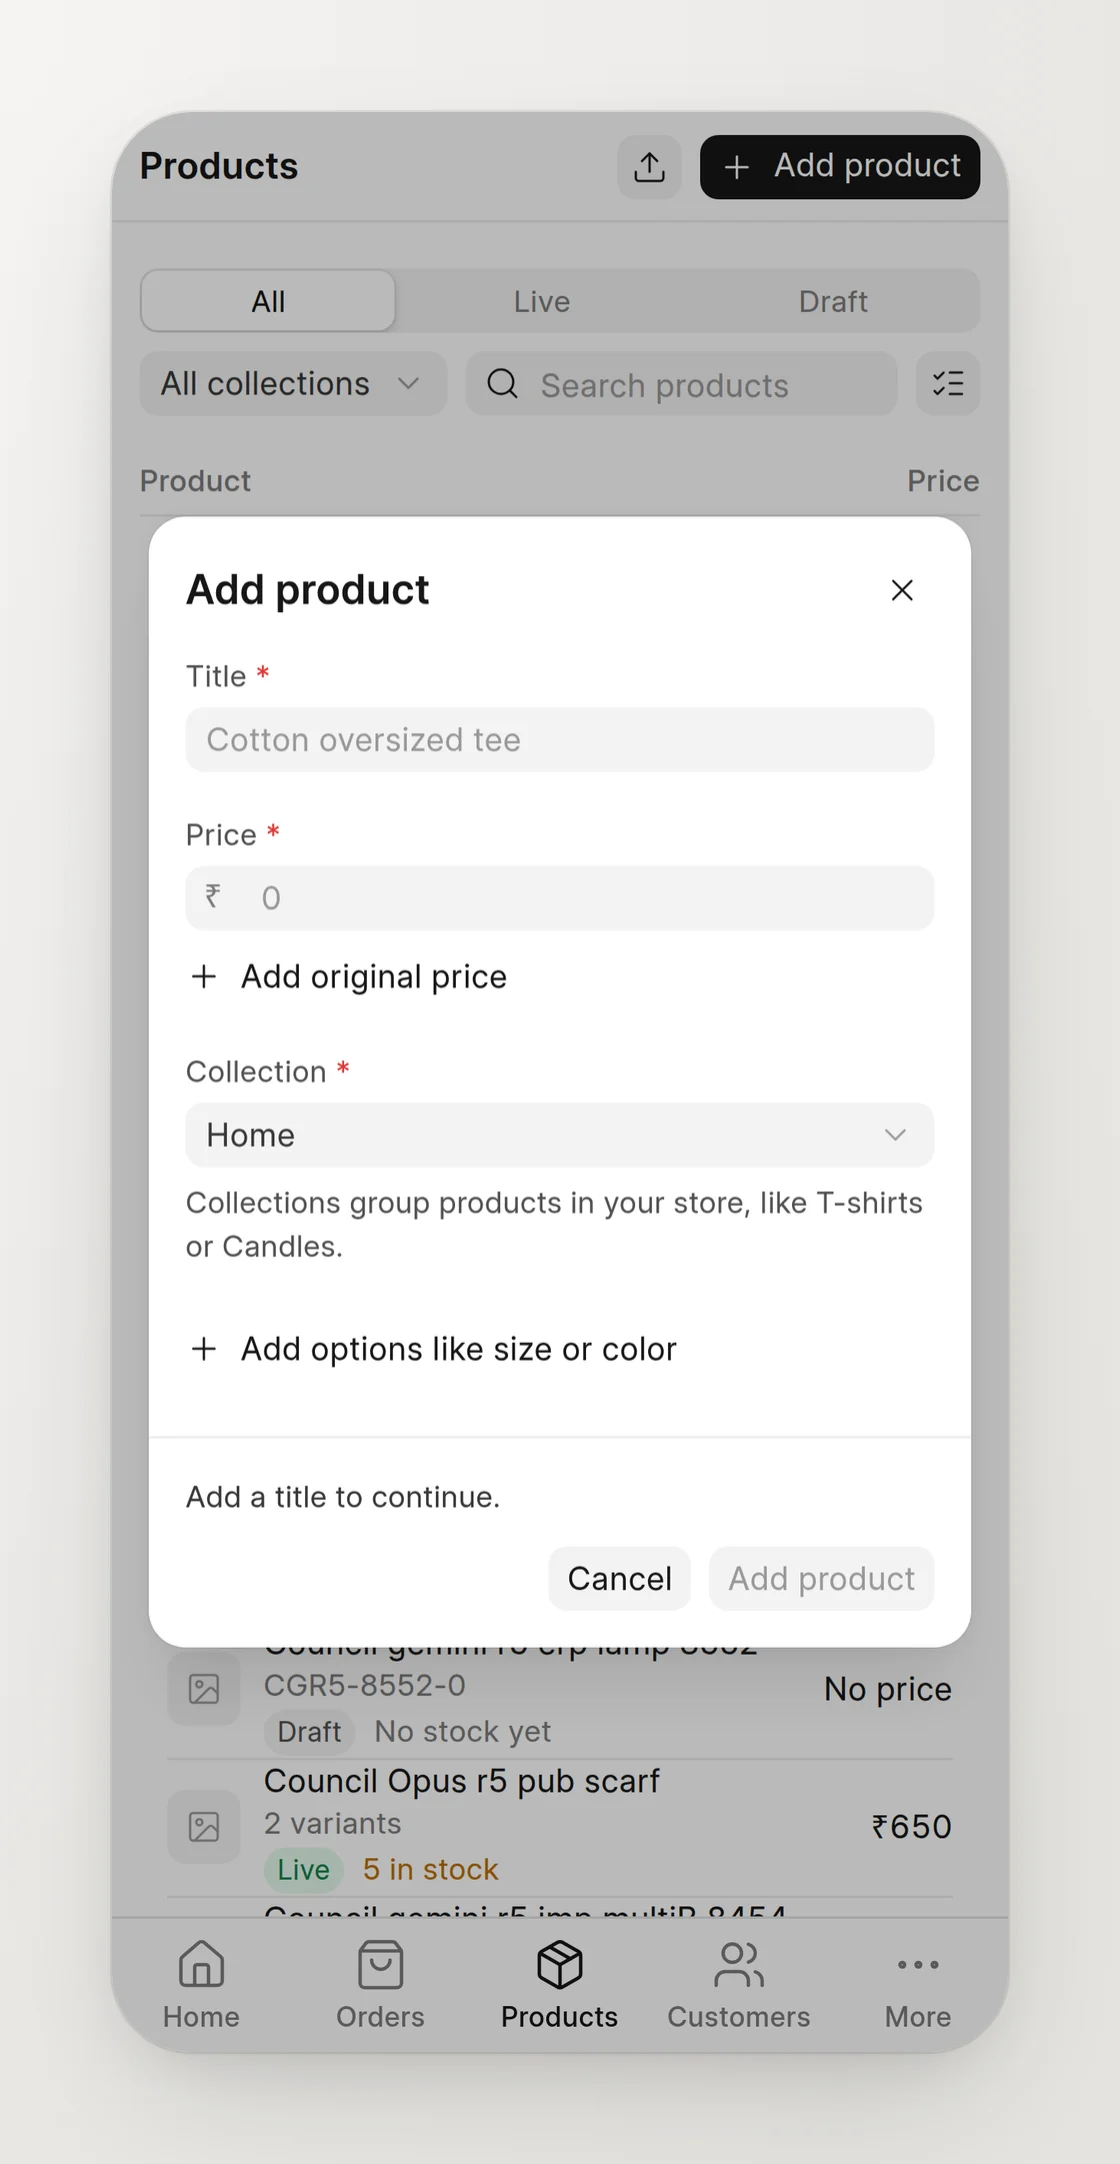 Products
Add product
All
Live
Draft
All collections
Search products
Product
Price
Add product
Title *
Cotton oversized tee
Price *
₹ 0
Add original price
Collection *
Home
Collections group products in your store, like T-shirts
or Candles.
Add options like size or color
Add a title to continue.
Cancel
Add product
CGR5-8552-0
No price
Draft
No stock yet
Council Opus r5 pub scarf
2 variants
₹650
Live
5 in stock
Home
Orders
Products
Customers
More